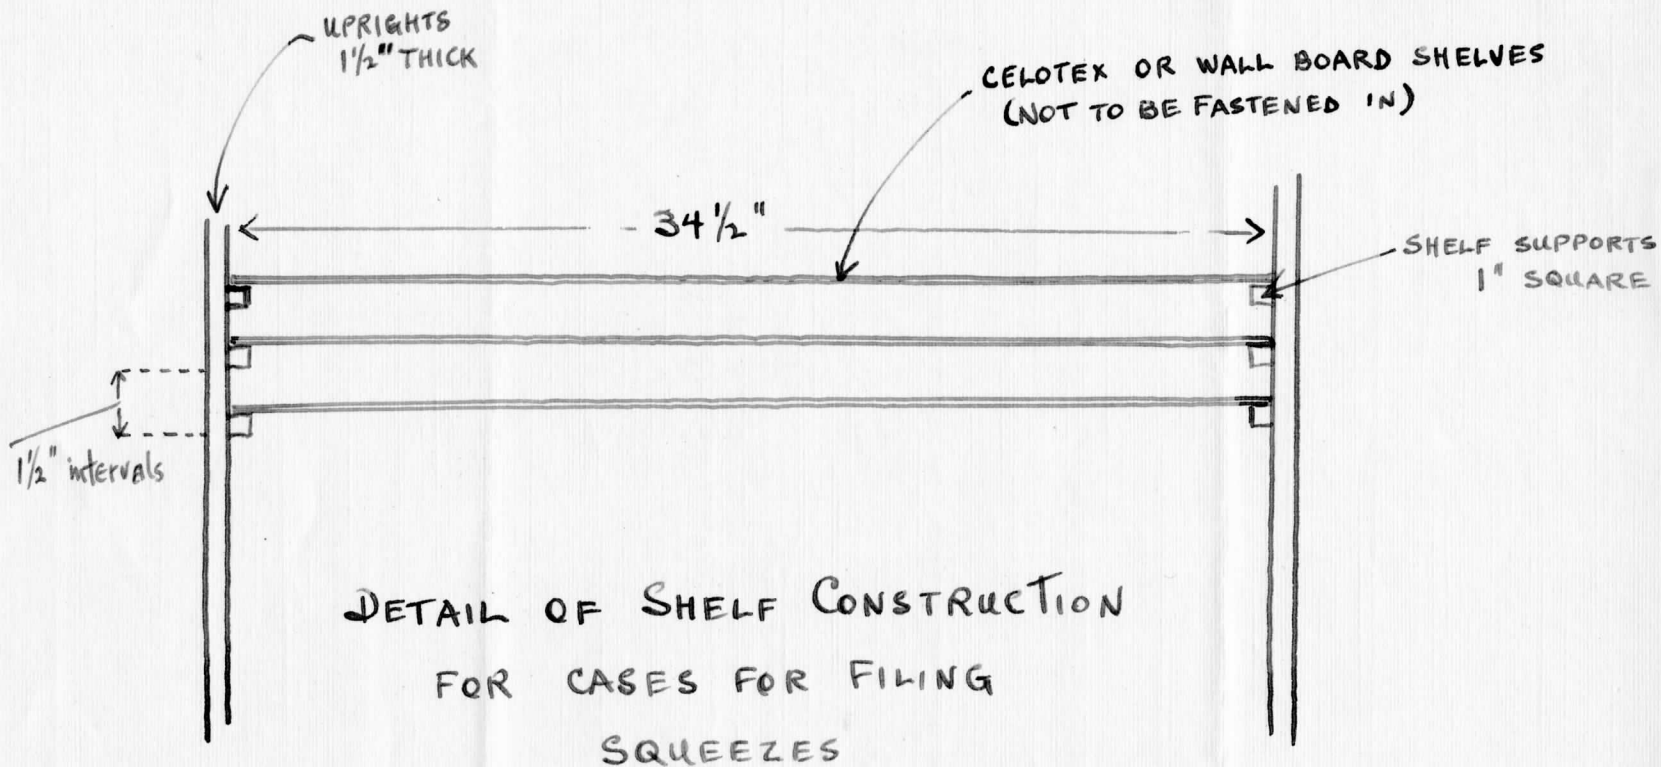 UPRIGHTS
1½" THICK
CELOTEX OR WALL BOARD SHELVES
(NOT TO BE FASTENED IN)
34½"
SHELF SUPPORTS
1" SQUARE
1½" intervals
DETAIL OF SHELF CONSTRUCTION
FOR CASES FOR FILING
SQUEEZES